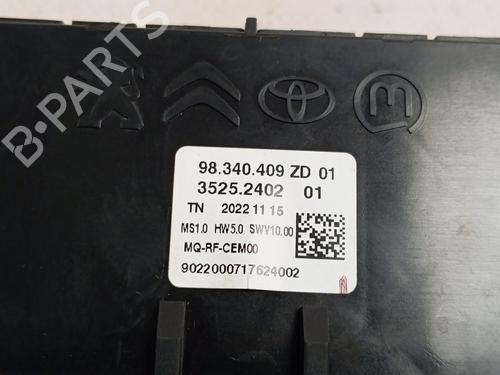 B-PARTS
98.340.409 ZD 01
3525.2402 01
TN 2022 11 15
MS1.0 HW5.0 SWV10.00
MQ-RF-CEM00
9022000717624002